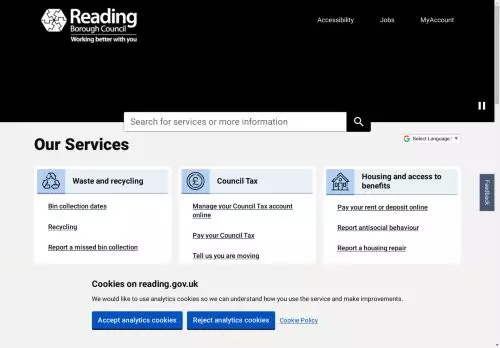 Reading
Borough Council
Working better with you
Accessibility
Jobs
MyAccount
Search for services or more information
Our Services
Select Language
Waste and recycling
Bin collection dates
Recycling
Report a missed bin collection
Council Tax
Manage your Council Tax account
online
Pay your Council Tax
Tell us you are moving
Housing and access to
benefits
Pay your rent or deposit online
Report antisocial behaviour
Report a housing repair
Feedback
Cookies on reading.gov.uk
We would like to use analytics cookies so we can understand how you use the service and make improvements.
Accept analytics cookies
Reject analytics cookies
Cookie Policy